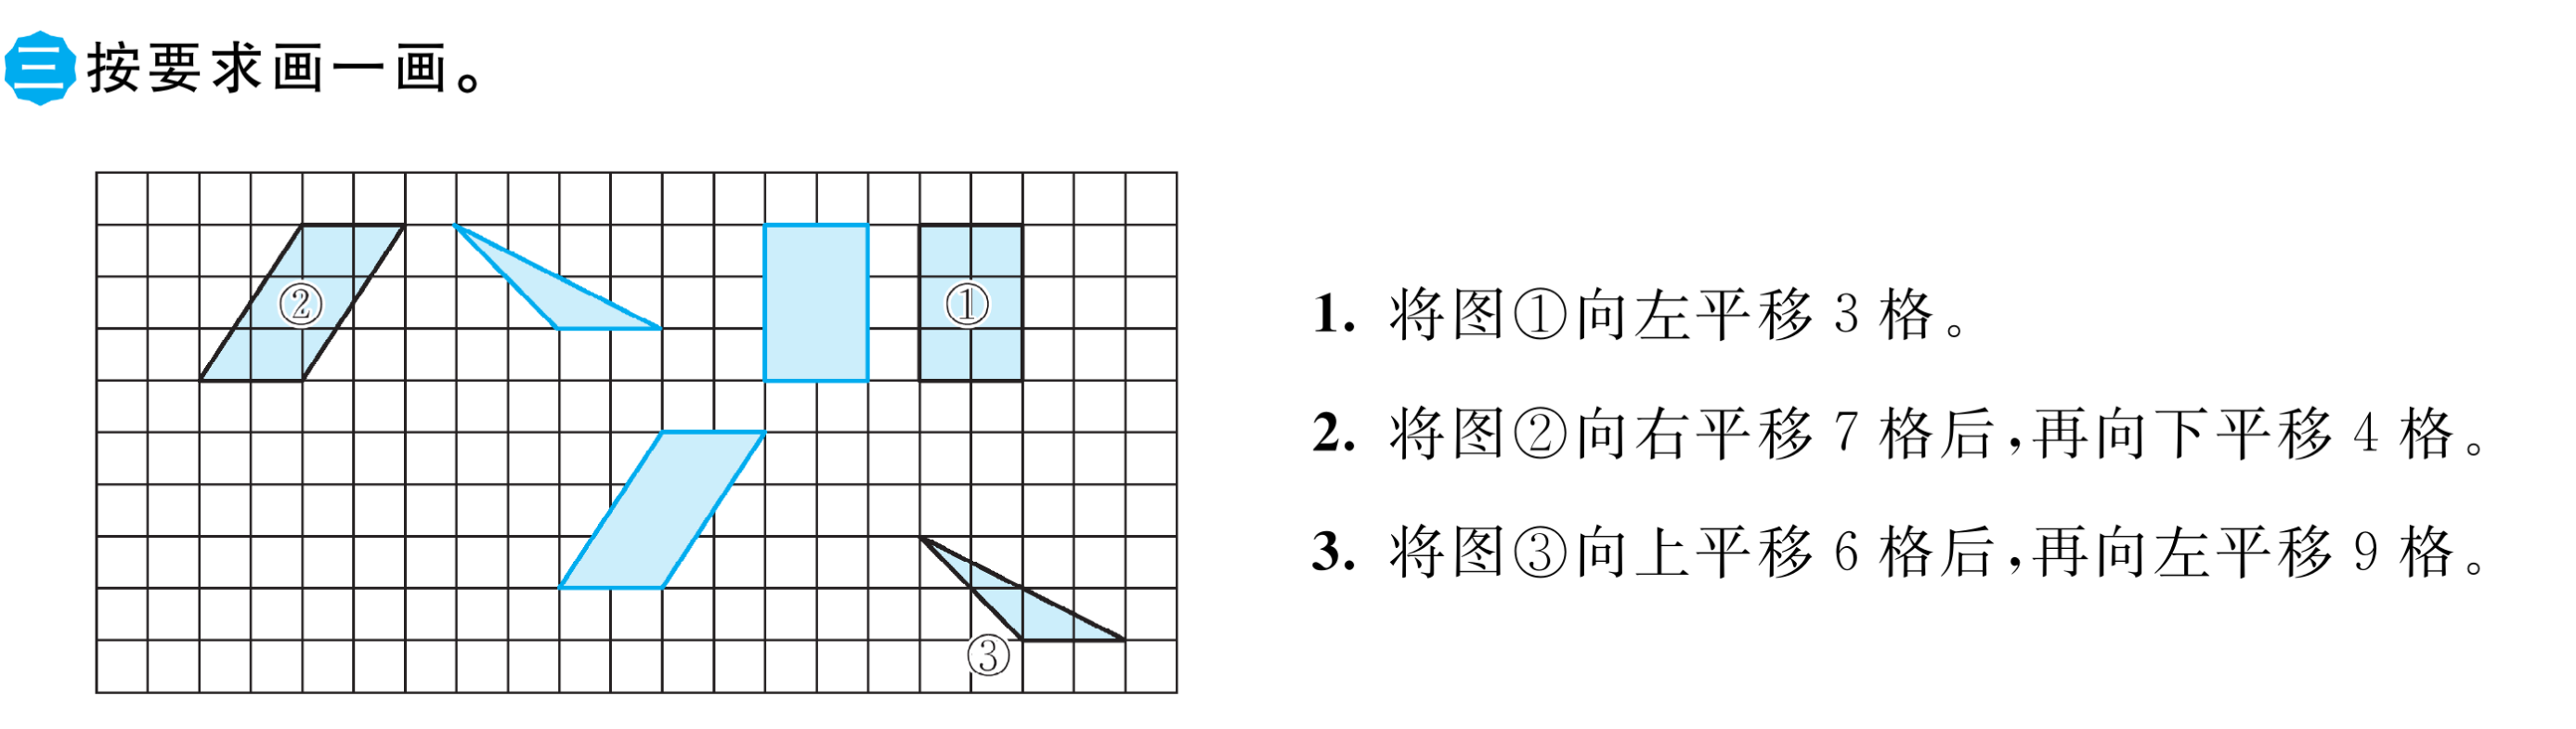 三 按要求画一画。
② ①
1. 将图①向左平移 3 格。
2. 将图②向右平移 7 格后,再向下平移 4 格。
3. 将图③向上平移 6 格后,再向左平移 9 格。
③